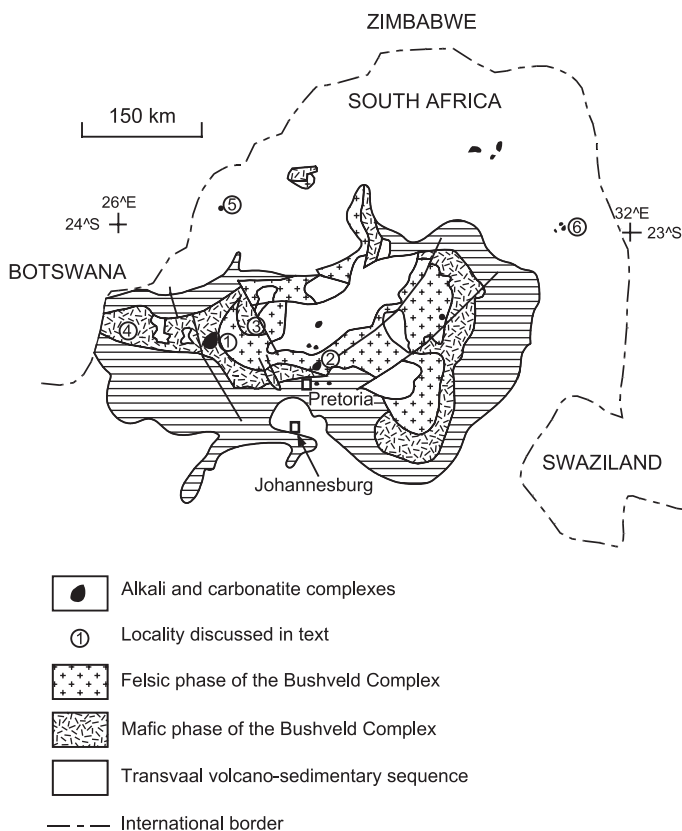 ZIMBABWE
SOUTH AFRICA
150 km
26^E
24^S
5
32^E
23^S
6
BOTSWANA
4
1
3
2
Pretoria
SWAZILAND
Johannesburg
Alkali and carbonatite complexes
1 Locality discussed in text
Felsic phase of the Bushveld Complex
Mafic phase of the Bushveld Complex
Transvaal volcano-sedimentary sequence
International border